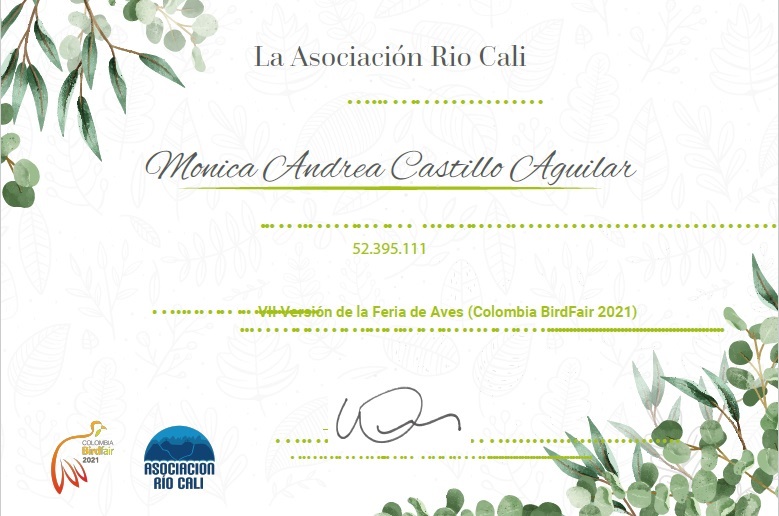 La Asociación Rio Cali
Monica Andrea Castillo Aguilar
52.395.111
VII Versión de la Feria de Aves (Colombia BirdFair 2021)
COLOMBIA
BirdFair
2021
ASOCIACION
RÍO CALI